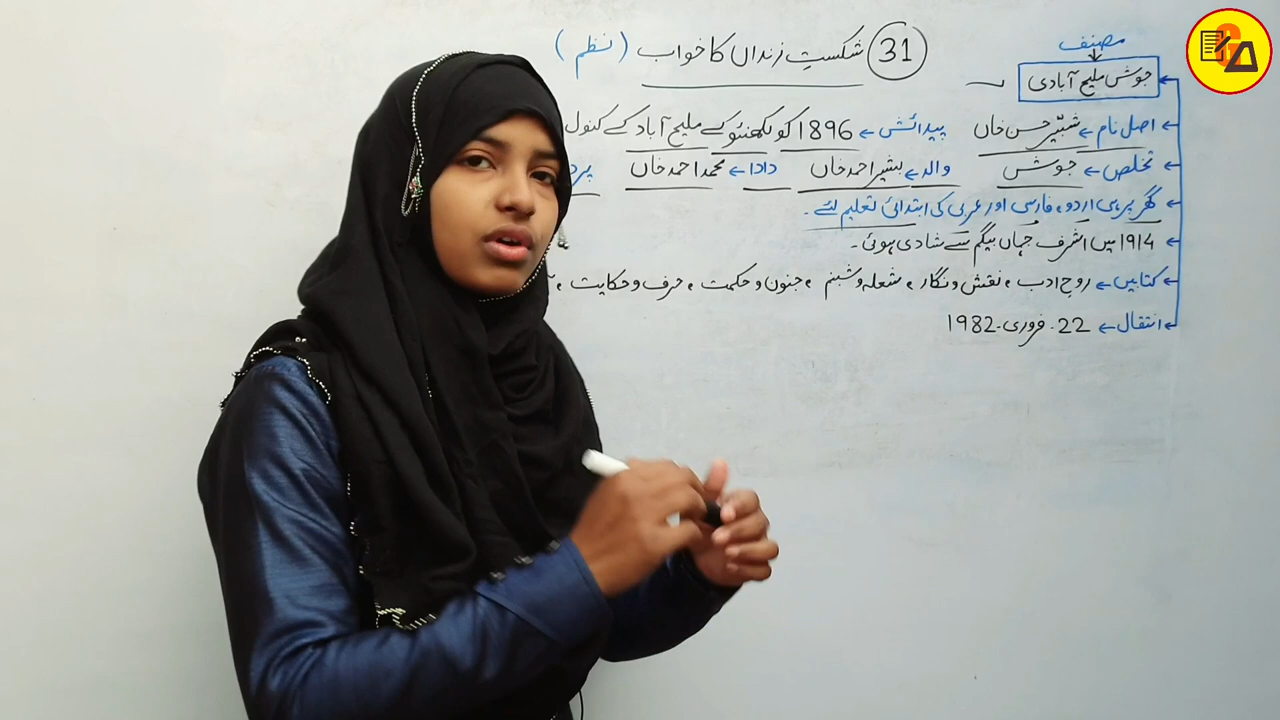 31 شکستِ زنداں کا خواب (نظم)
مصنف
جوش ملیح آبادی
اصل نام ← شبیّر حسن خاں پیدائش ← 1896 کو لکھنئو کے ملیح آباد کے کنول
تخلص ← جوش والد ← بشیر احمد خاں دادا ← محمد احمد خاں
گھر پر ہی اردو، فارسی اور عربی کی ابتدائی تعلیم لئے۔
1914 میں اشرف جہاں بیگم سے شادی ہوئی۔
کتابیں ← روحِ ادب، نقش و نگار، شعلہ و شبنم، جنون و حکمت، حرف و حکایت،
انتقال ← 22۔ فروری۔ 1982